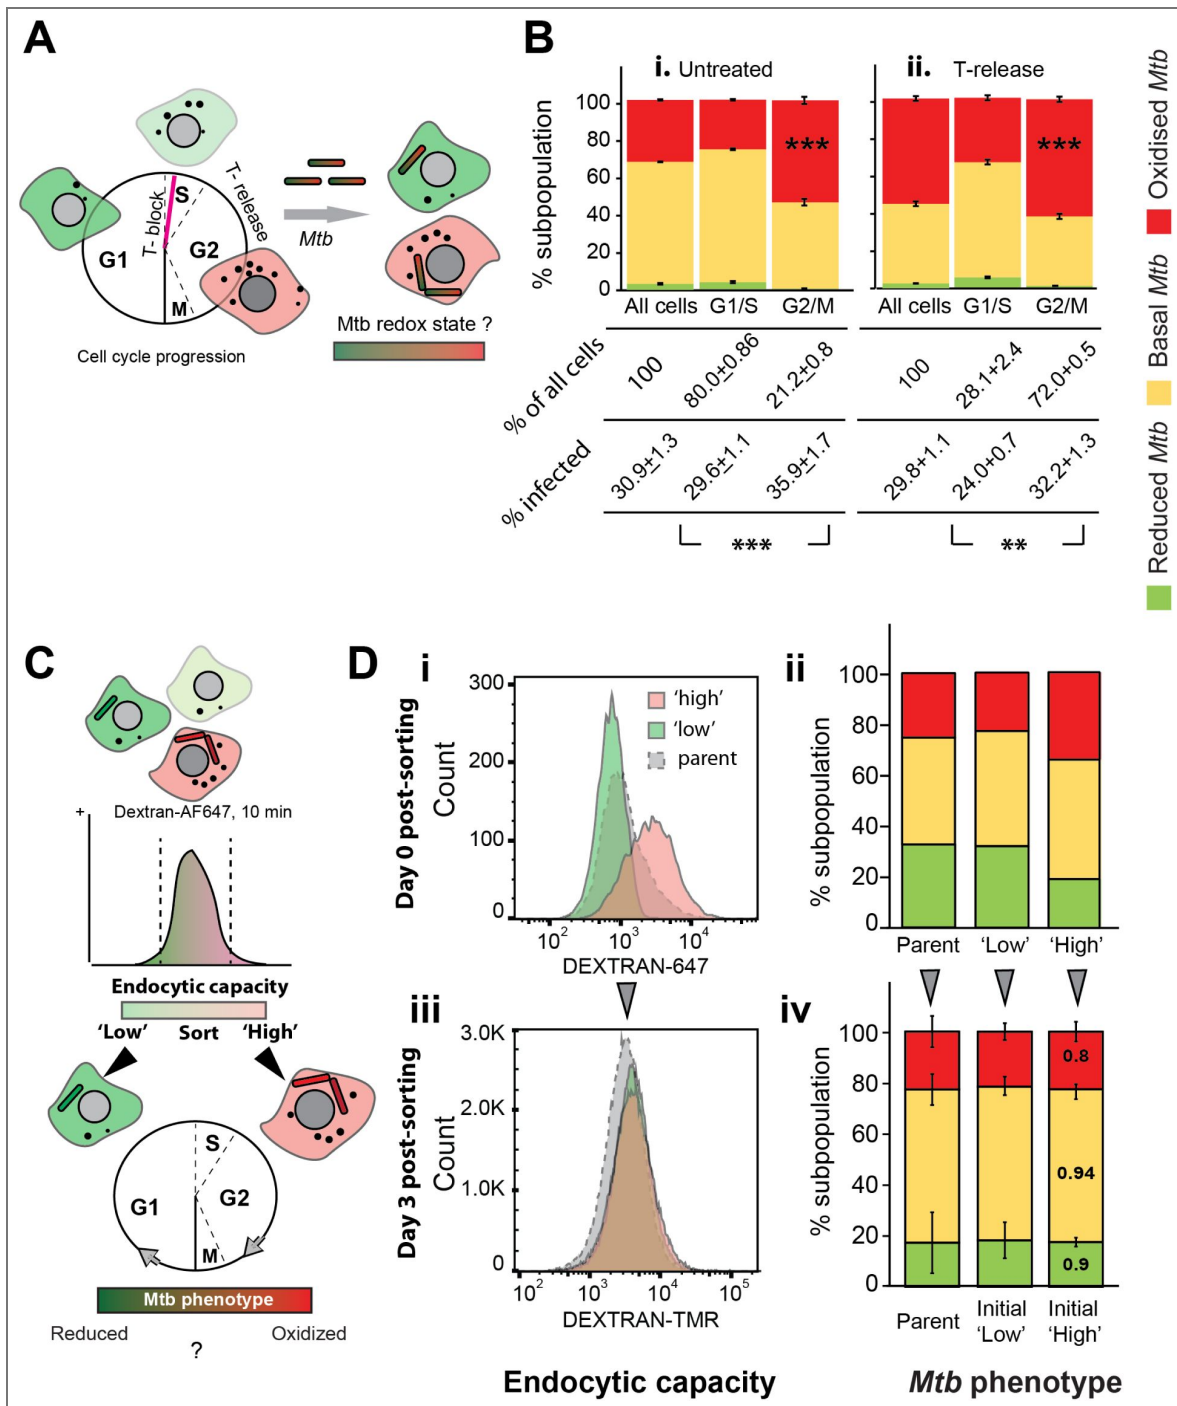 A
T- block
S
T- release
G1
G2
M
Mtb
Mtb redox state ?
Cell cycle progression
B
i. Untreated
ii. T-release
% subpopulation
100
80
60
40
20
0
All cells G1/S G2/M
All cells G1/S G2/M
% of all cells
100
80.0±0.86
21.2±0.8
100
28.1+2.4
72.0+0.5
% infected
30.9±1.3
29.6±1.1
35.9±1.7
29.8+1.1
24.0+0.7
32.2+1.3
***
***
***
**
Reduced Mtb
Basal Mtb
Oxidised Mtb
C
+
Dextran-AF647, 10 min
Endocytic capacity
'Low' Sort 'High'
S
G1
G2
M
Mtb phenotype
Reduced
Oxidized
?
D
i
Day 0 post-sorting
Count
300
200
100
0
'high'
'low'
parent
10² 10³ 10⁴
DEXTRAN-647
ii
% subpopulation
100
80
60
40
20
0
Parent 'Low' 'High'
iii
Day 3 post-sorting
Count
3.0K
2.0K
1.0K
0
10² 10³ 10⁴ 10⁵
DEXTRAN-TMR
iv
% subpopulation
100
80
60
40
20
0
0.8
0.94
0.9
Parent
Initial 'Low'
Initial 'High'
Endocytic capacity
Mtb phenotype